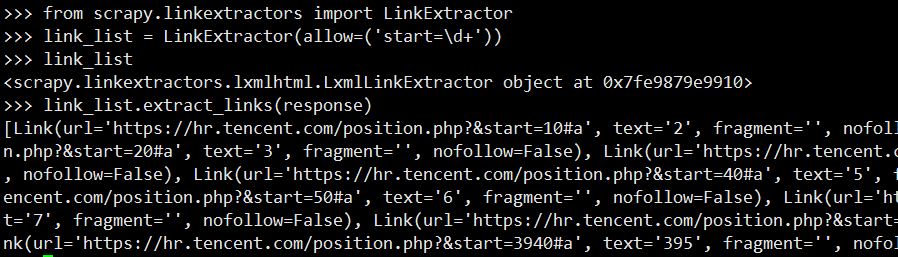 >>> from scrapy.linkextractors import LinkExtractor
>>> link_list = LinkExtractor(allow=('start=\d+'))
>>> link_list
<scrapy.linkextractors.lxmlhtml.LxmlLinkExtractor object at 0x7fe9879e9910>
>>> link_list.extract_links(response)
[Link(url='https://hr.tencent.com/position.php?&start=10#a', text='2', fragment='', nofoll
n.php?&start=20#a', text='3', fragment='', nofollow=False), Link(url='https://hr.tencent.c
, nofollow=False), Link(url='https://hr.tencent.com/position.php?&start=40#a', text='5', f
encent.com/position.php?&start=50#a', text='6', fragment='', nofollow=False), Link(url='ht
t='7', fragment='', nofollow=False), Link(url='https://hr.tencent.com/position.php?&start=
nk(url='https://hr.tencent.com/position.php?&start=3940#a', text='395', fragment='', nofol